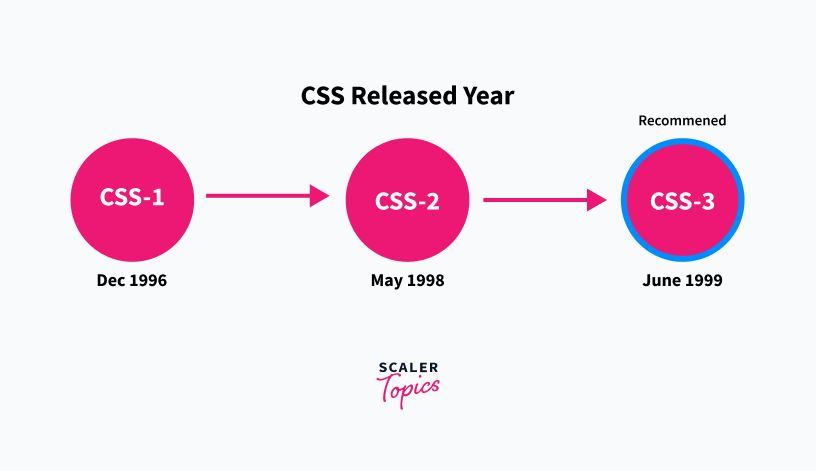 CSS Released Year
Recommened
CSS-1
CSS-2
CSS-3
Dec 1996
May 1998
June 1999
SCALER
Topics